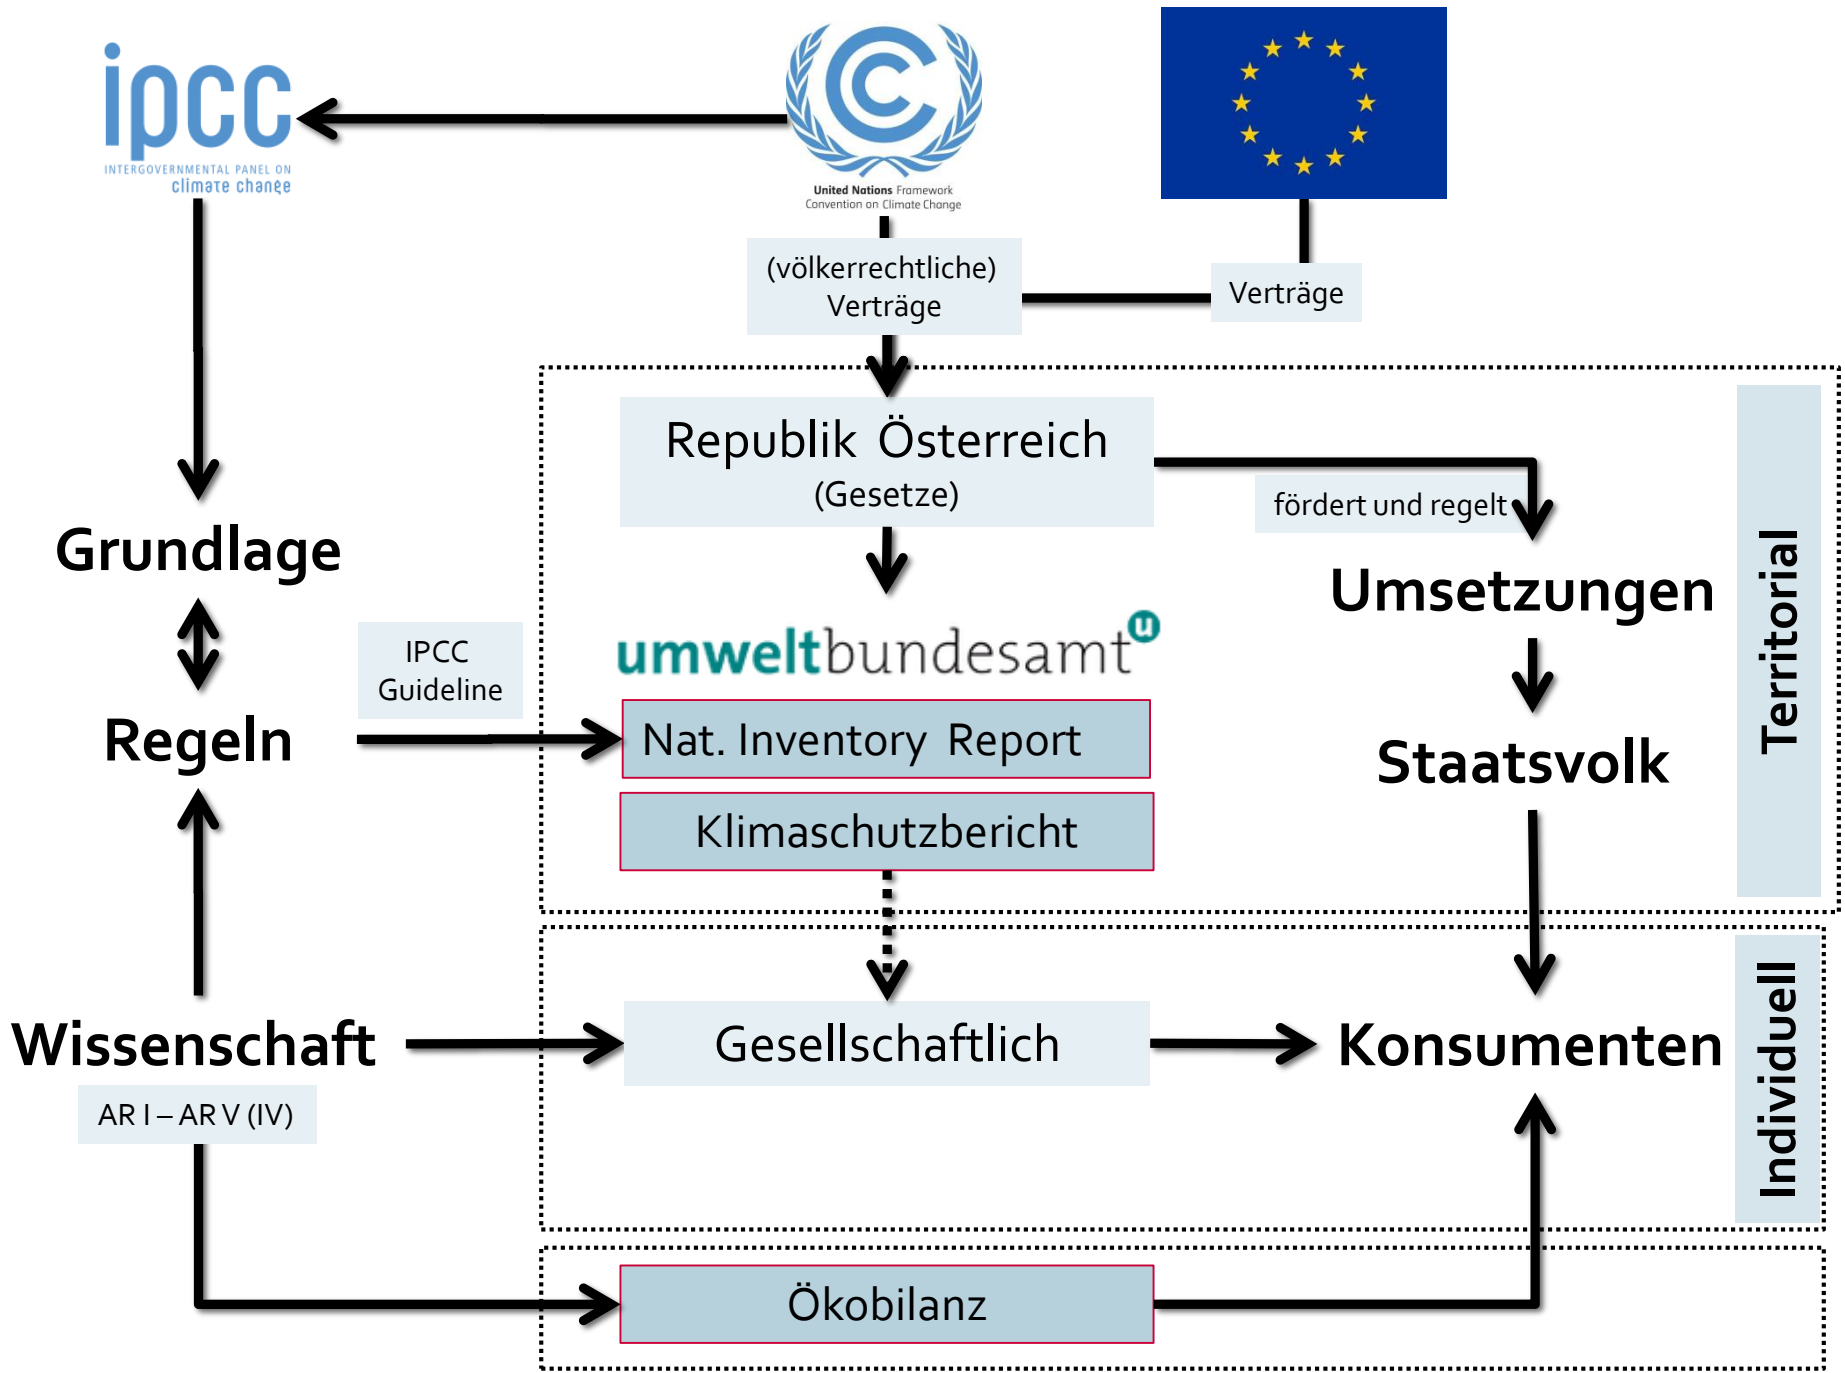 ipcc
INTERGOVERNMENTAL PANEL ON
climate change
United Nations Framework
Convention on Climate Change
(völkerrechtliche)
Verträge
Verträge
Republik Österreich
(Gesetze)
fördert und regelt
Grundlage
Umsetzungen
Territorial
IPCC
Guideline
umweltbundesamt
u
Regeln
Nat. Inventory Report
Staatsvolk
Klimaschutzbericht
Wissenschaft
Gesellschaftlich
Konsumenten
Individuell
AR I – AR V (IV)
Ökobilanz